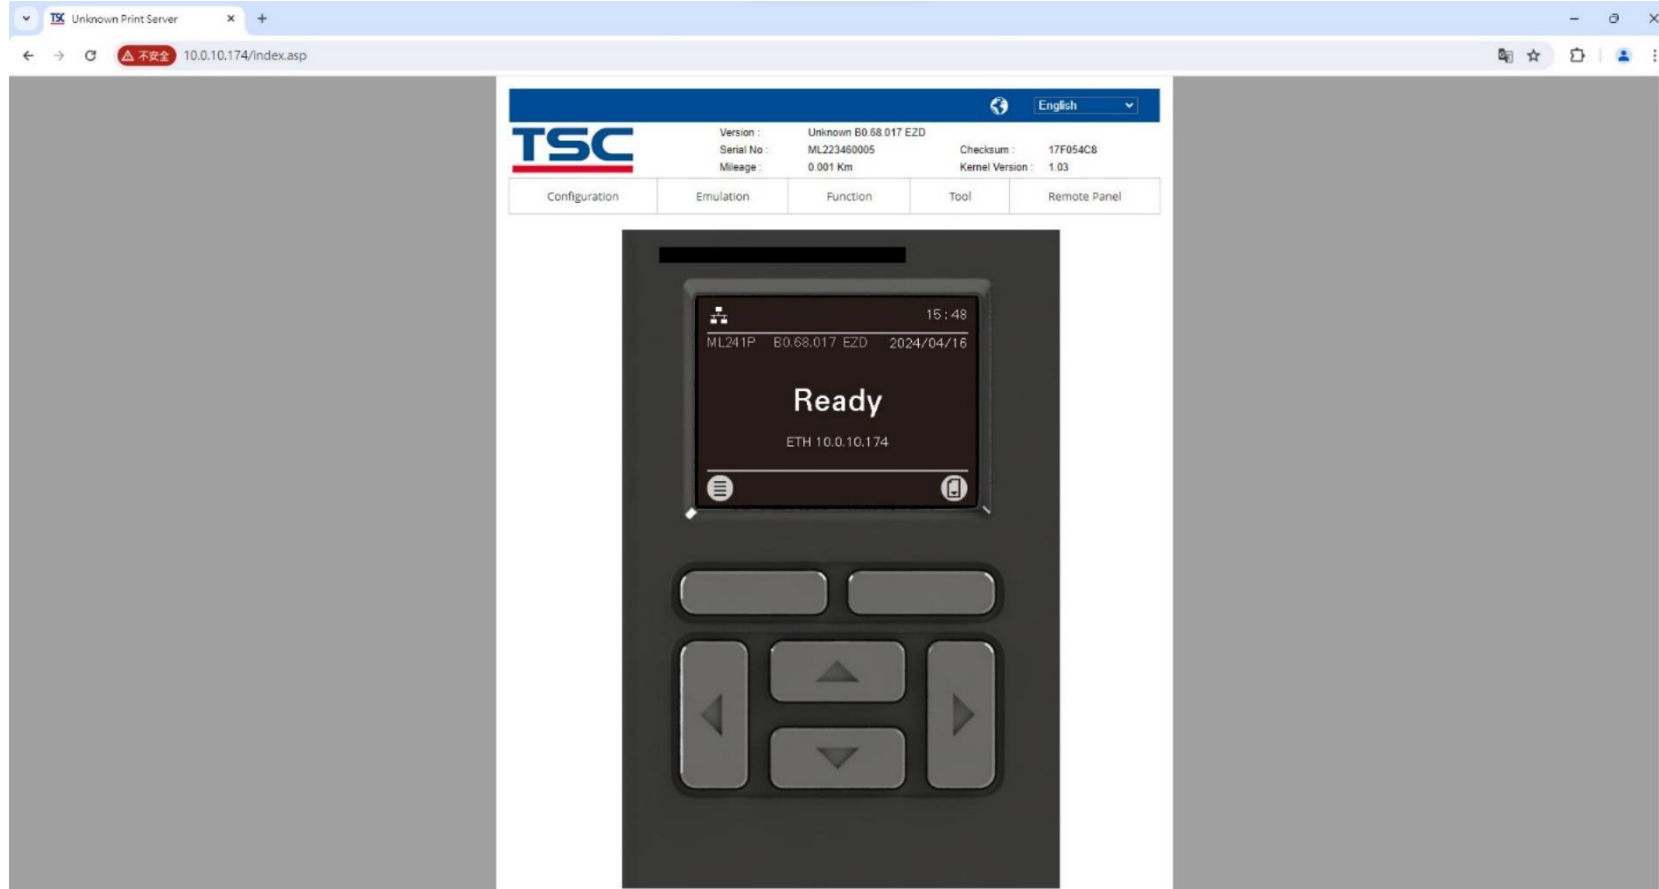 TSC Unknown Print Server
不安全 10.0.10.174/index.asp
English
TSC
Version : Unknown B0.68.017 EZD
Serial No : ML223460005 Checksum : 17F054C8
Mileage : 0.001 Km Kernel Version : 1.03
Configuration Emulation Function Tool Remote Panel
15:48
ML241P B0.68.017 EZD 2024/04/16
Ready
ETH 10.0.10.174